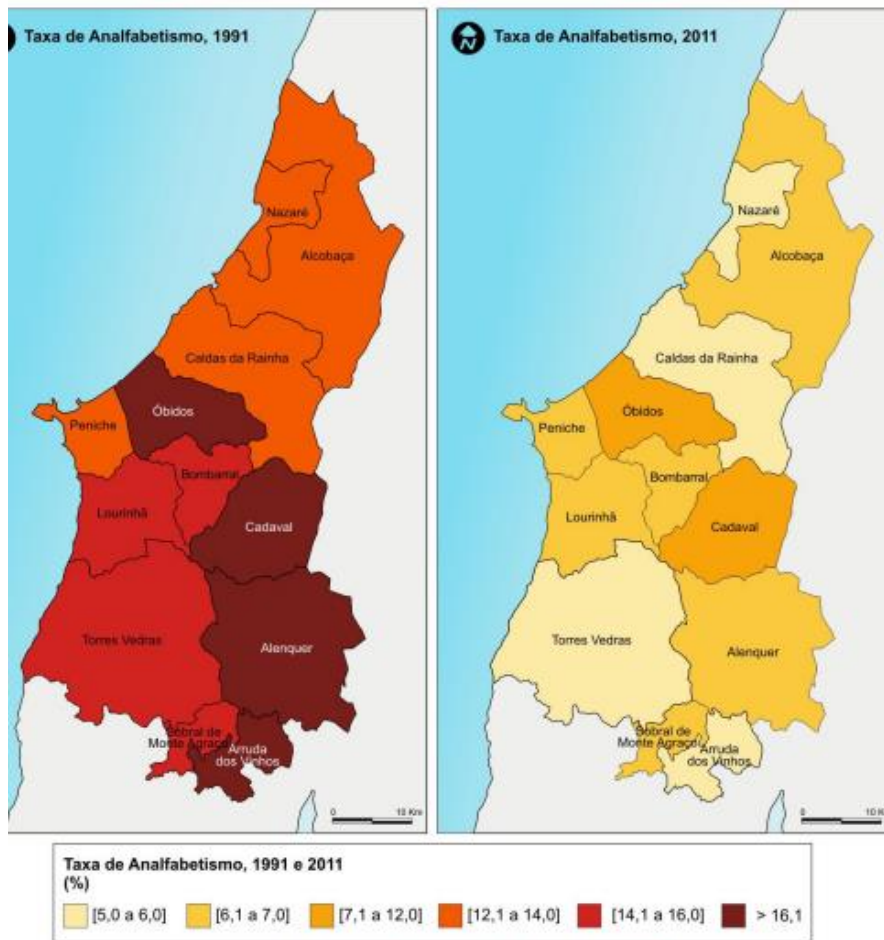 Taxa de Analfabetismo, 1991
Nazaré
Alcobaça
Caldas da Rainha
Óbidos
Peniche
Bombarral
Lourinhã
Cadaval
Torres Vedras
Alenquer
Sobral de
Monte Agraço
Arruda
dos Vinhos
0 10 Km
N Taxa de Analfabetismo, 2011
Nazaré
Alcobaça
Caldas da Rainha
Óbidos
Peniche
Bombarral
Lourinhã
Cadaval
Torres Vedras
Alenquer
Sobral de
Monte Agraço
Arruda
dos Vinhos
0 10 K
Taxa de Analfabetismo, 1991 e 2011
(%)
[5,0 a 6,0] [6,1 a 7,0] [7,1 a 12,0] [12,1 a 14,0] [14,1 a 16,0] > 16,1